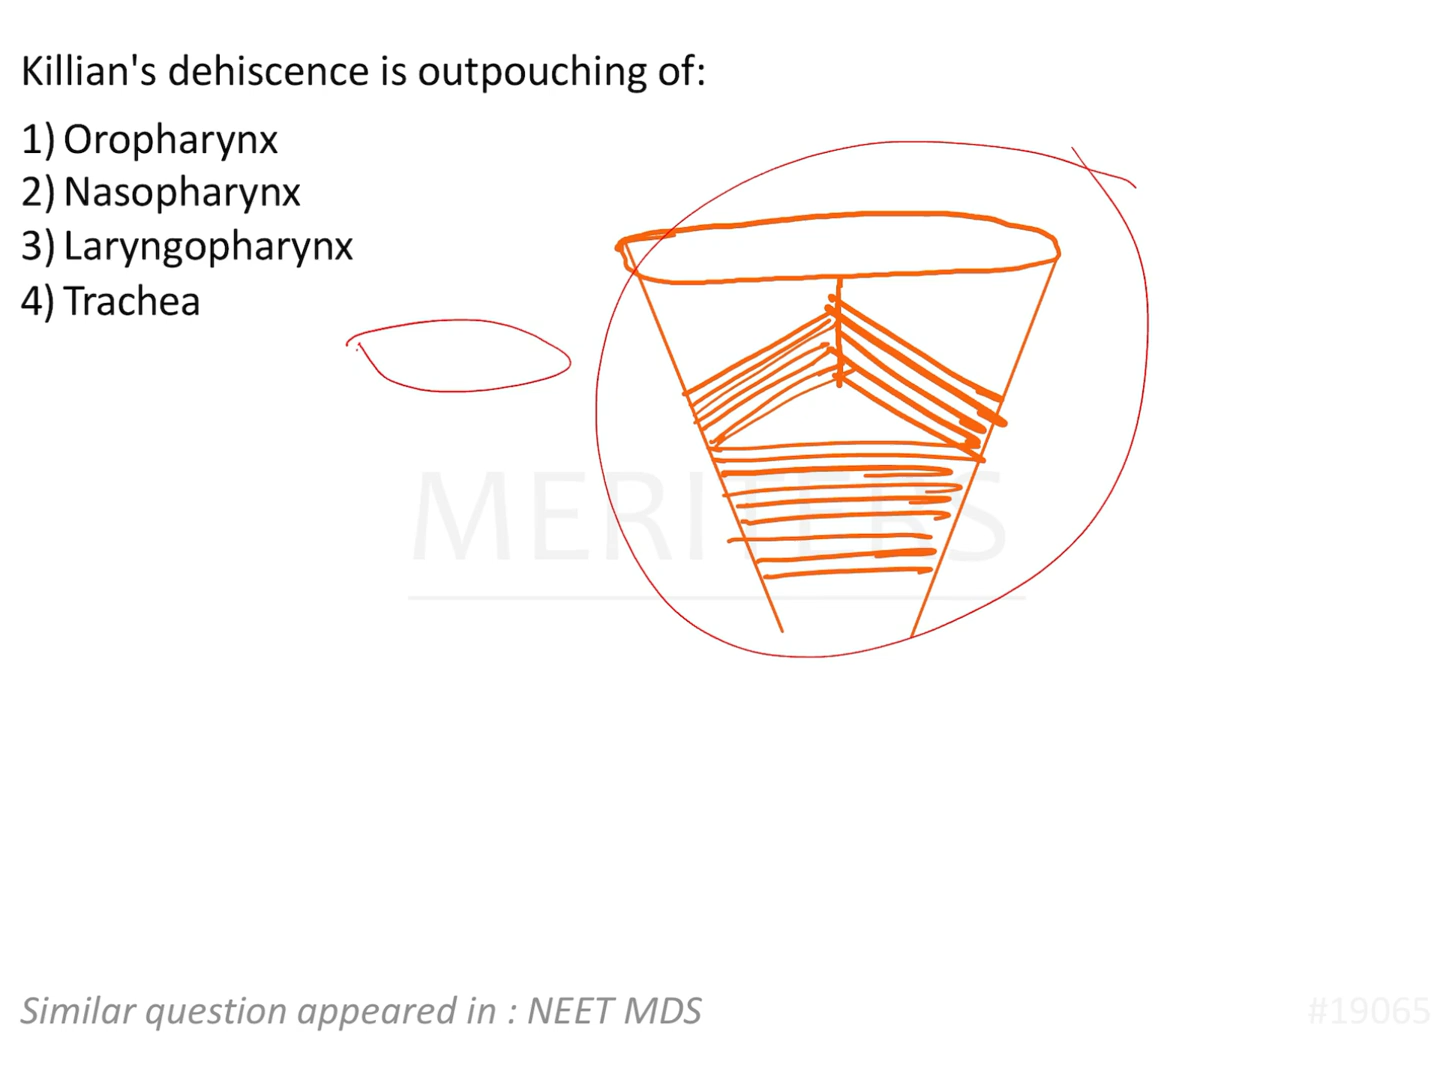 Killian's dehiscence is outpouching of:
1) Oropharynx
2) Nasopharynx
3) Laryngopharynx
4) Trachea
MERITERS
Similar question appeared in : NEET MDS
#19065